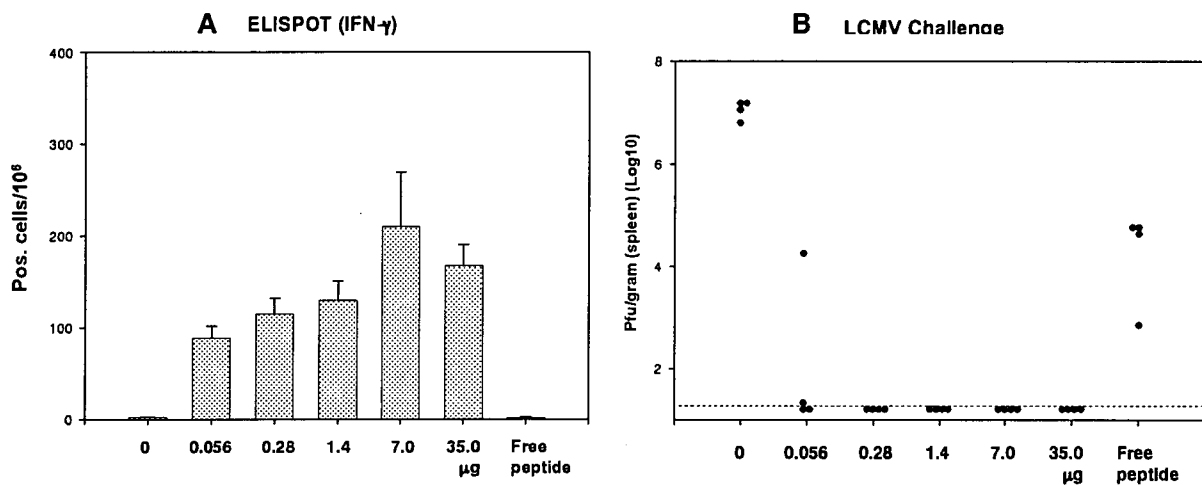 A ELISPOT (IFN-γ)
Pos. cells/10⁶
400
300
200
100
0
0 0.056 0.28 1.4 7.0 35.0 Free
µg peptide
B LCMV Challenge
Pfu/gram (spleen) (Log10)
8
6
4
2
0 0.056 0.28 1.4 7.0 35.0 Free
µg peptide